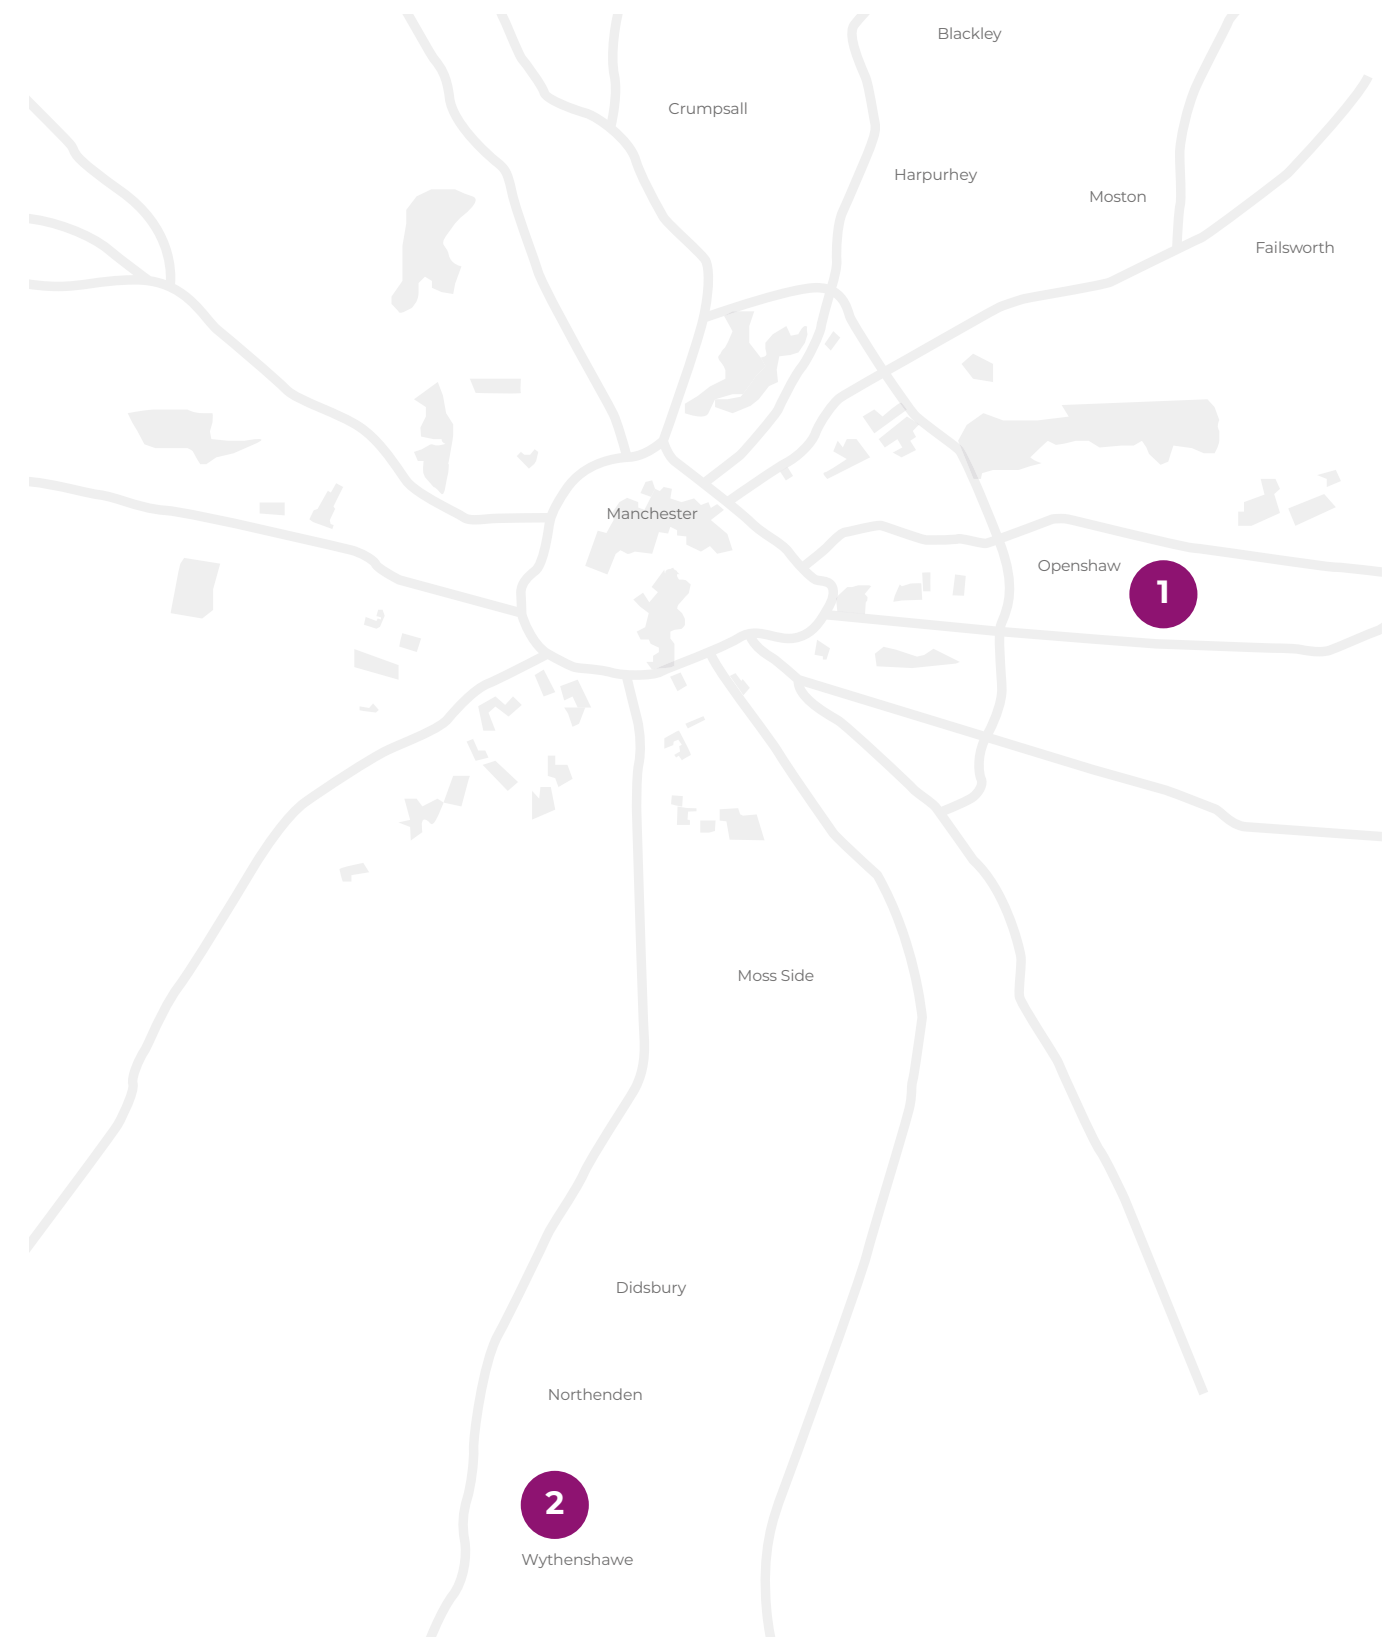 Blackley
Crumpsall
Harpurhey
Moston
Failsworth
Manchester
Openshaw
1
Moss Side
Didsbury
Northenden
2
Wythenshawe